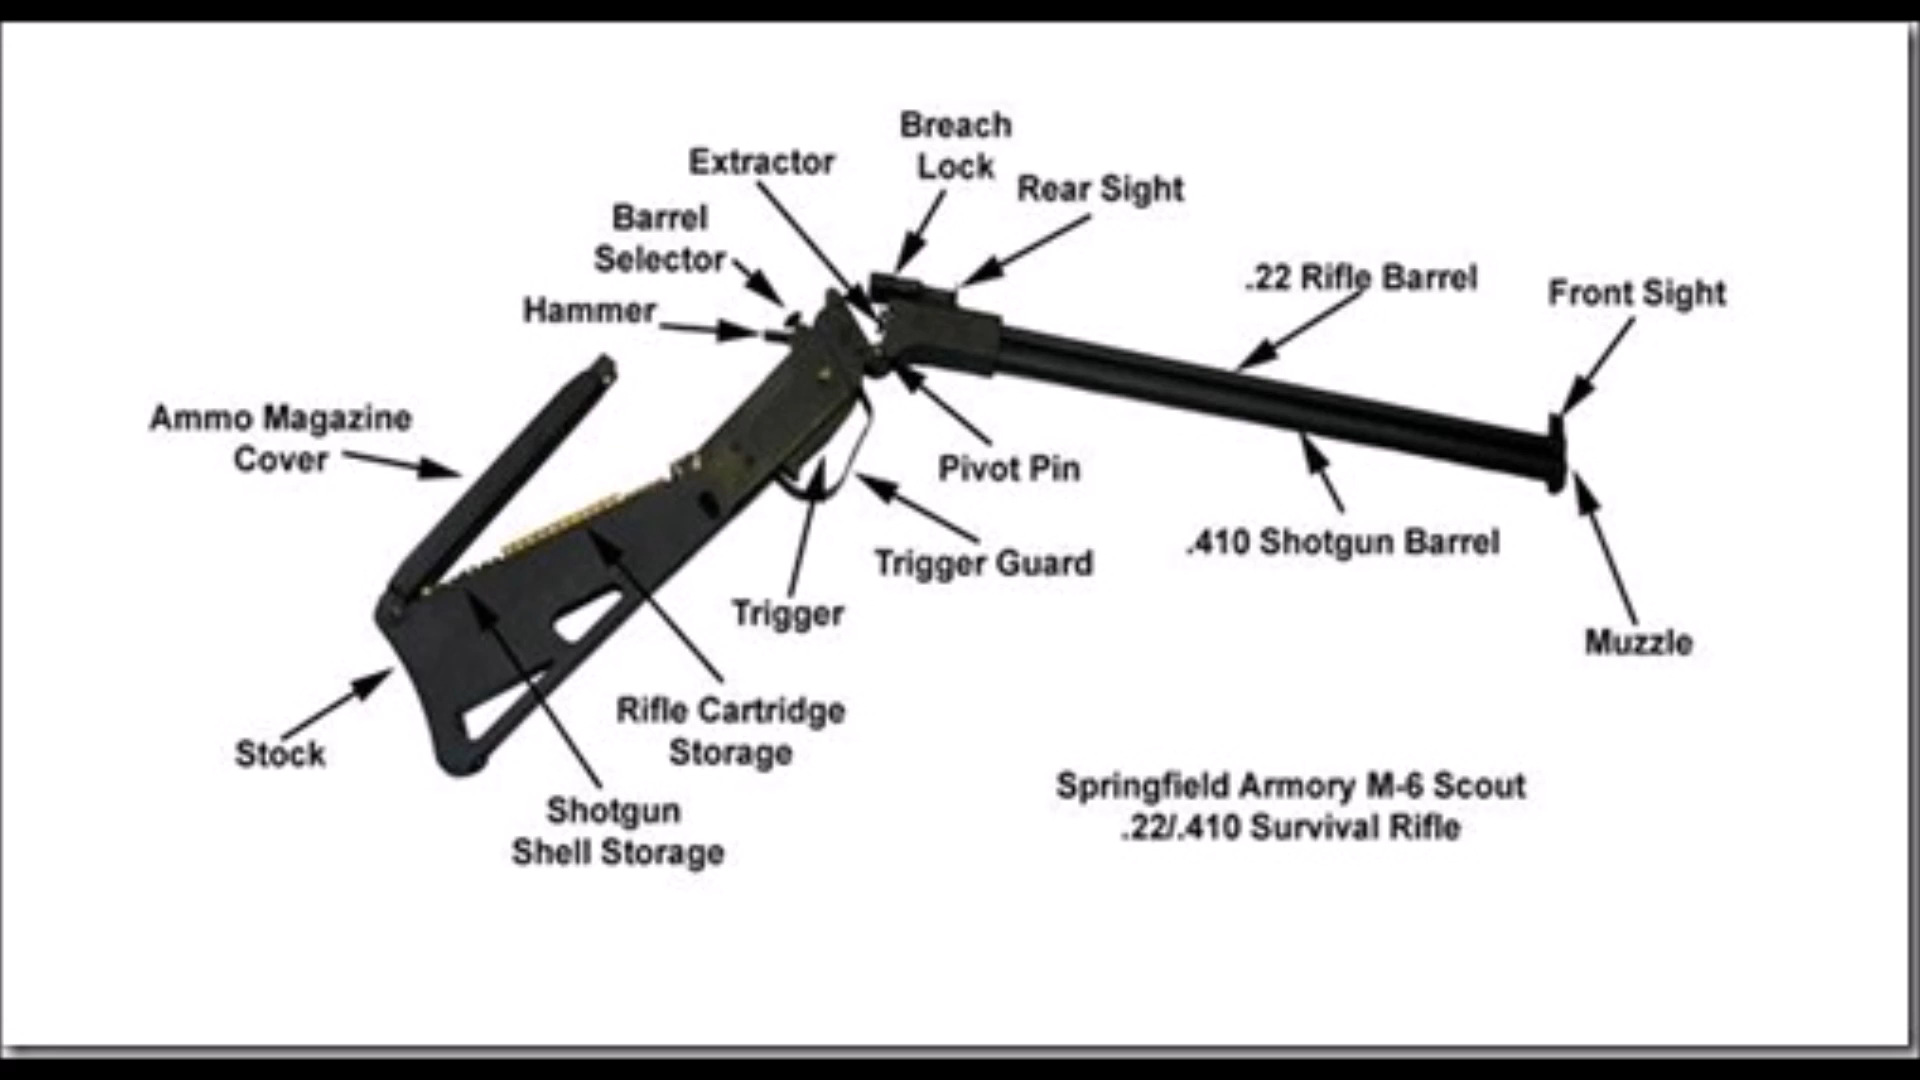 Breach
Lock
Extractor
Rear Sight
Barrel
Selector
.22 Rifle Barrel
Front Sight
Hammer
Ammo Magazine
Cover
Pivot Pin
.410 Shotgun Barrel
Trigger Guard
Trigger
Muzzle
Rifle Cartridge
Storage
Stock
Shotgun
Shell Storage
Springfield Armory M-6 Scout
.22/.410 Survival Rifle